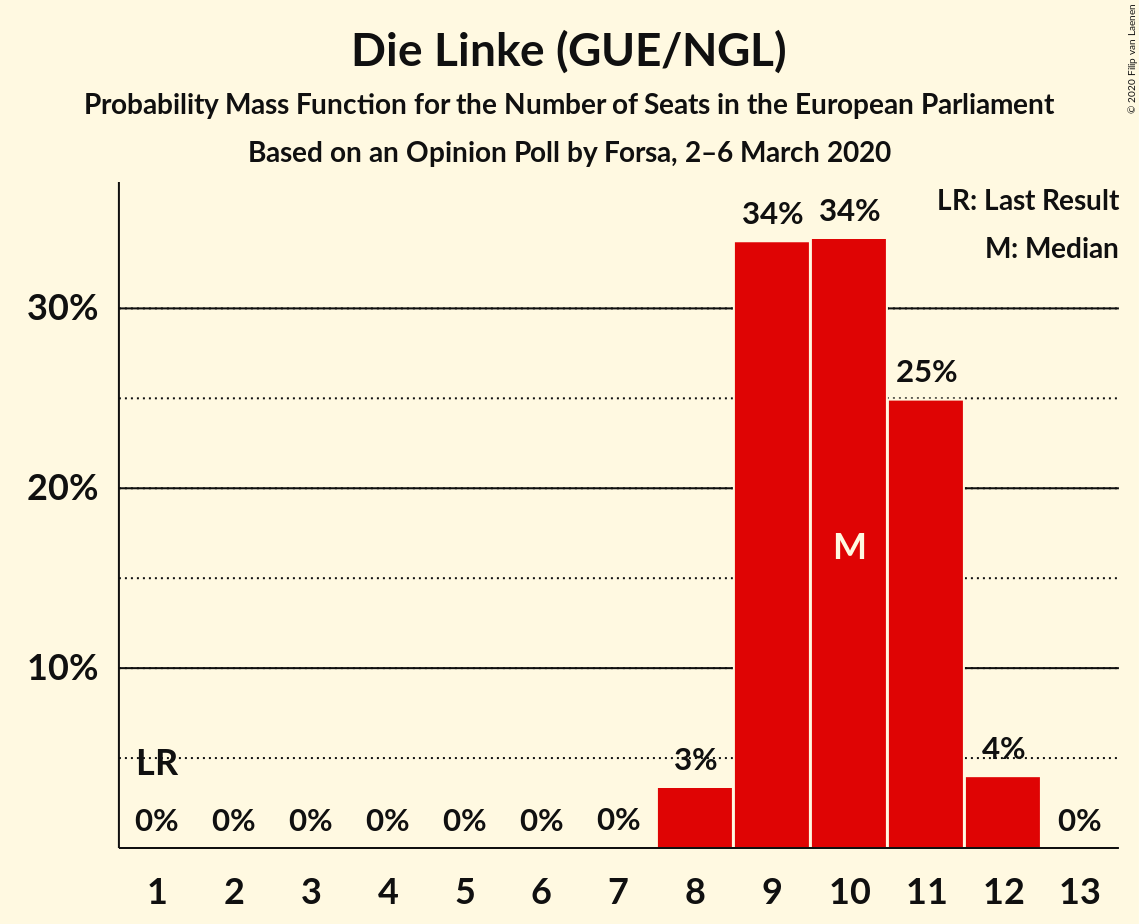 Die Linke (GUE/NGL)
Probability Mass Function for the Number of Seats in the European Parliament
Based on an Opinion Poll by Forsa, 2–6 March 2020
© 2020 Filip van Laenen
LR: Last Result
M: Median
34% 34%
30%
25%
20%
M
10%
LR 3% 4%
0% 0% 0% 0% 0% 0% 0% 0%
1 2 3 4 5 6 7 8 9 10 11 12 13